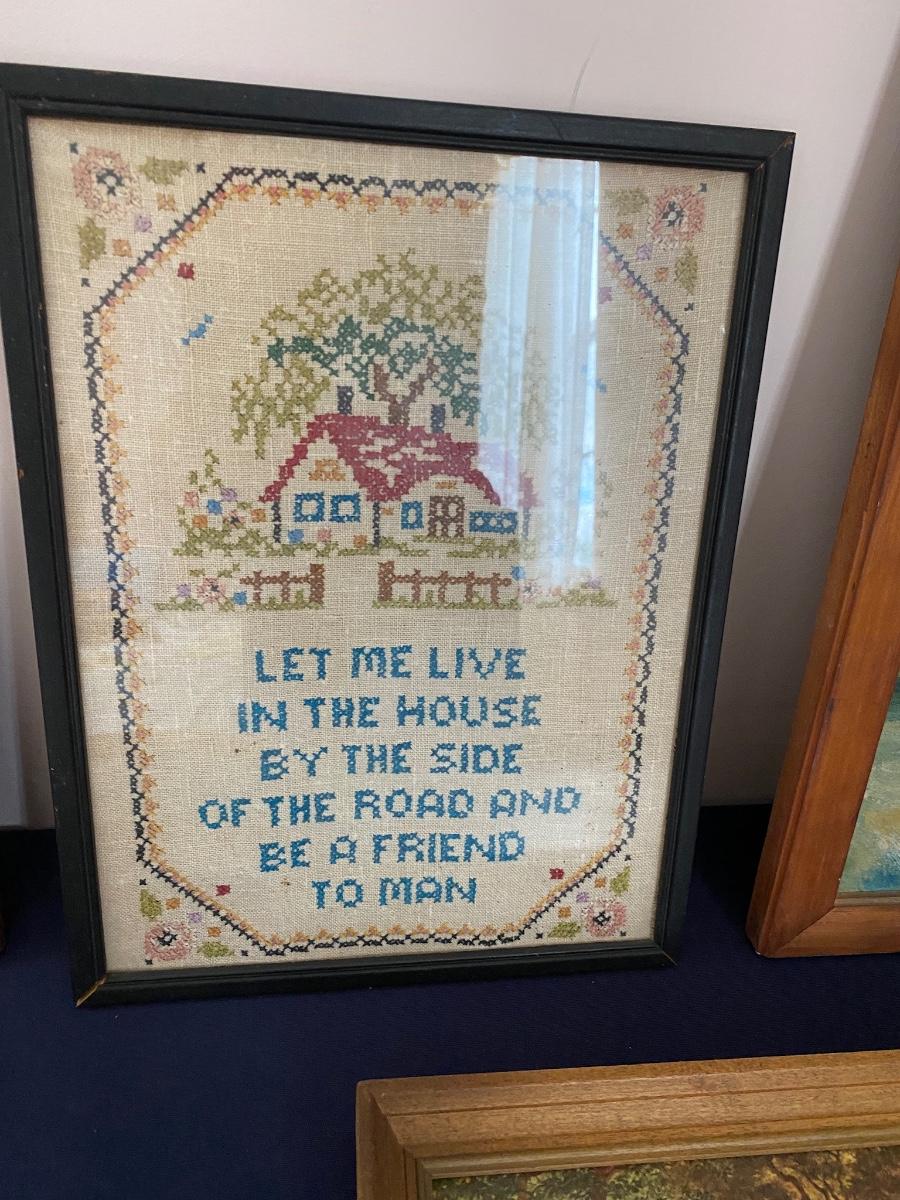 LET ME LIVE
IN THE HOUSE
BY THE SIDE
OF THE ROAD AND
BE A FRIEND
TO MAN